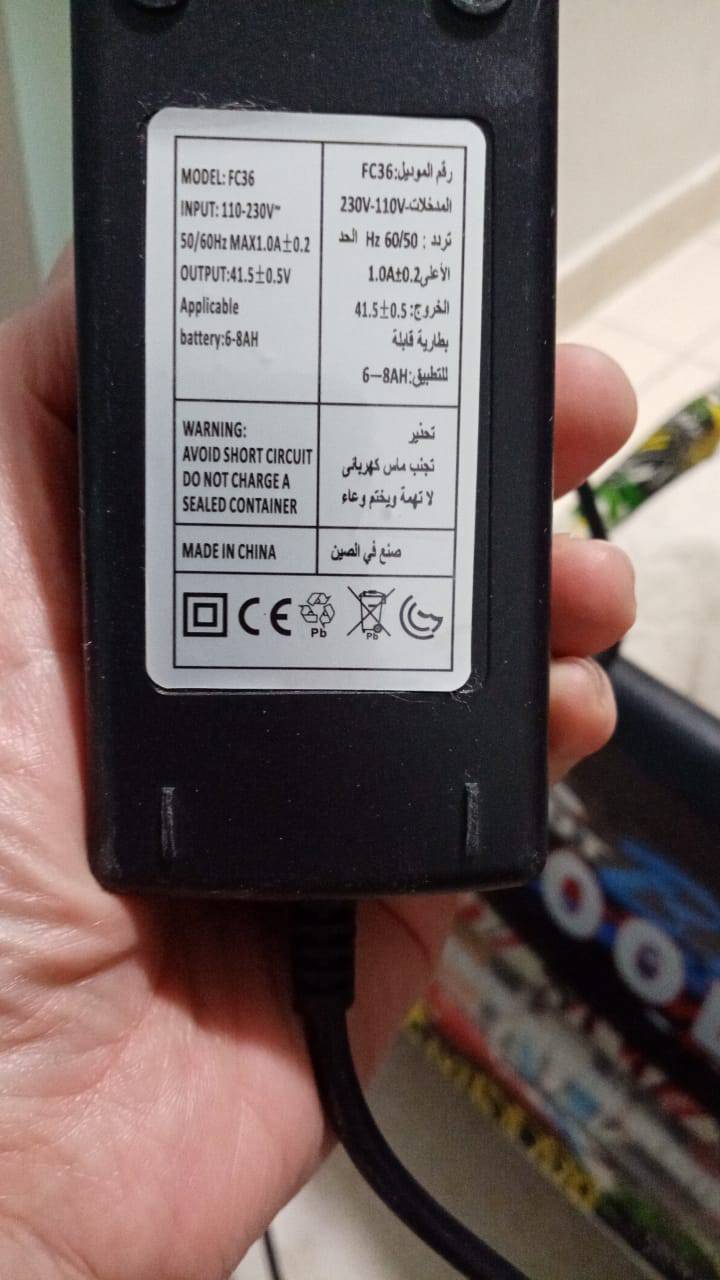 MODEL: FC36
INPUT: 110-230V~
50/60Hz MAX1.0A±0.2
OUTPUT:41.5±0.5V
Applicable
battery:6-8AH
رقم الموديل:FC36
المدخلات-230V-110V
تردد : 60/50 Hz الحد
الأعلى1.0A±0.2
الخروج:41.5±0.5
بطارية قابلة
للتطبيق:6-8AH
WARNING:
AVOID SHORT CIRCUIT
DO NOT CHARGE A
SEALED CONTAINER
تحذير
تجنب ماس كهربائى
لا تهمة ويختم وعاء
MADE IN CHINA
صنع في الصين
CE
Pb
Pb